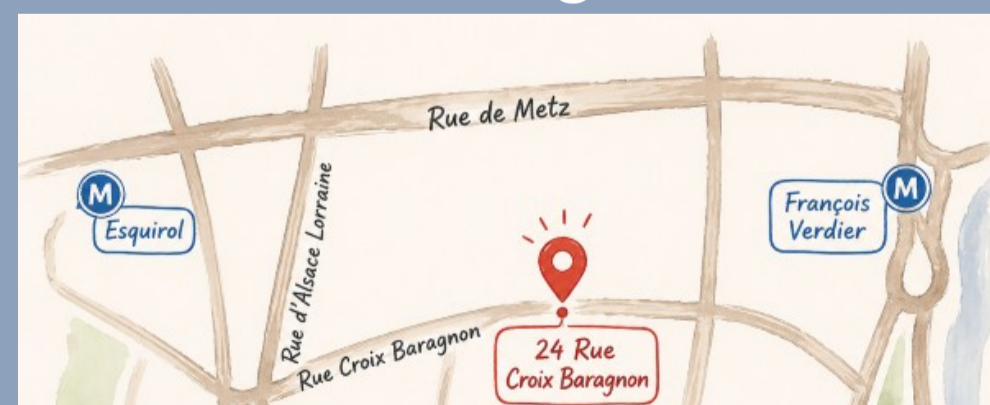 Rue de Metz
M
Esquirol
Rue d'Alsace Lorraine
M
François
Verdier
Rue Croix Baragnon
24 Rue
Croix Baragnon